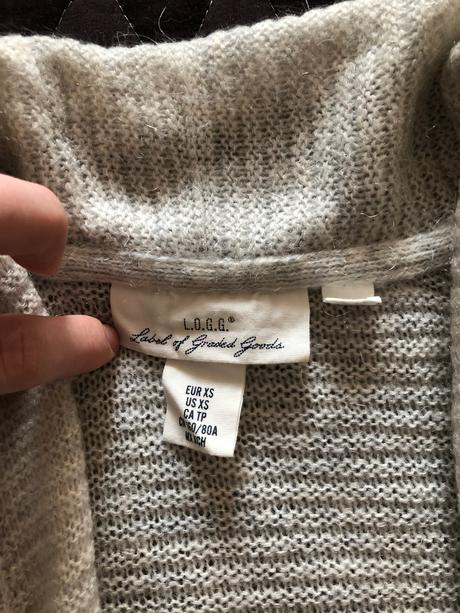 L.O.G.G.®
Label of Graded Goods
EUR XS
US XS
CA TP